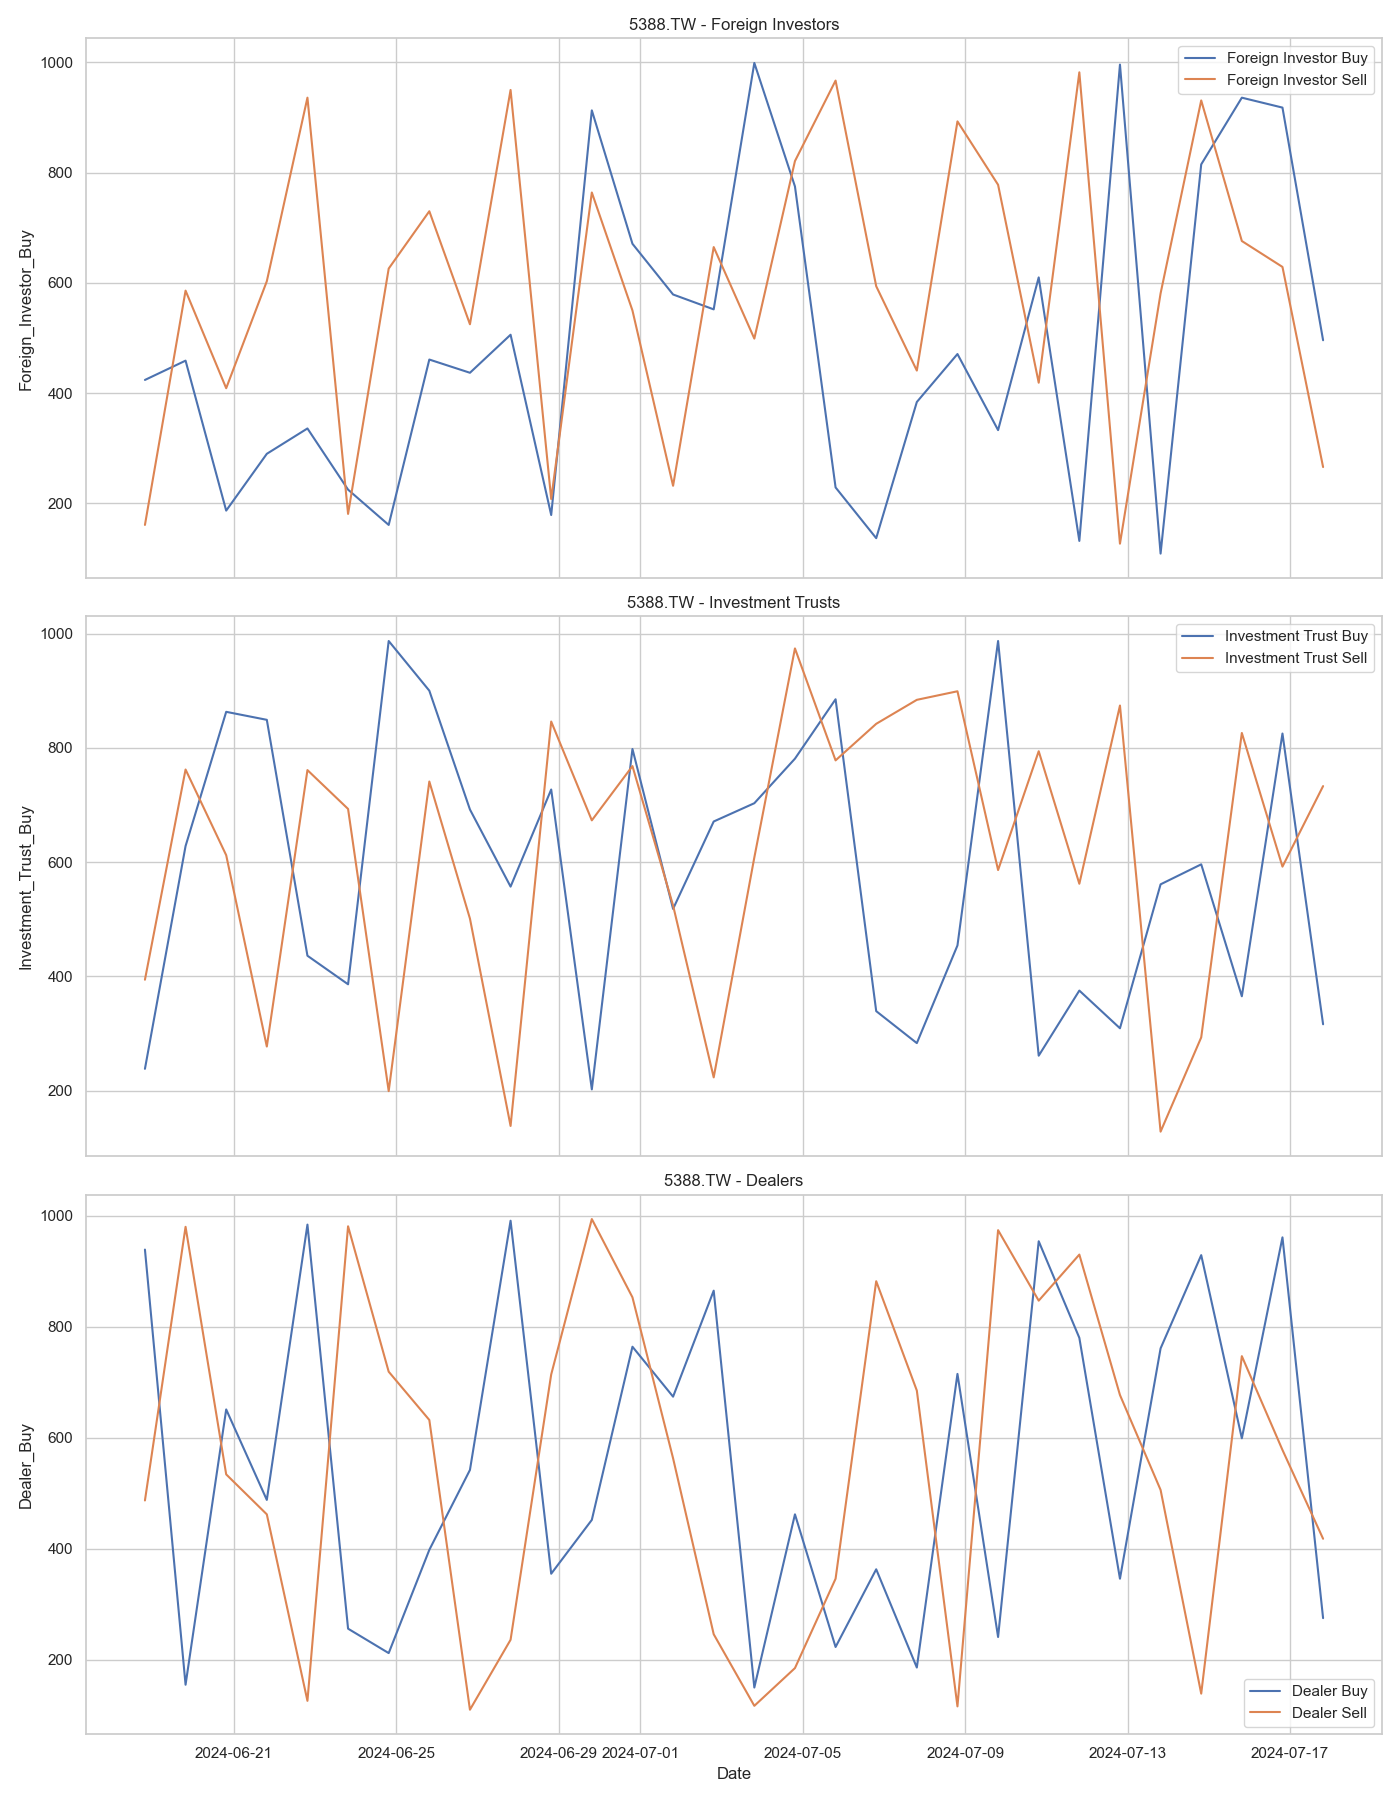 5388.TW - Foreign Investors
Foreign_Investor_Buy
1000
800
600
400
200
Foreign Investor Buy
Foreign Investor Sell
5388.TW - Investment Trusts
Investment_Trust_Buy
1000
800
600
400
200
Investment Trust Buy
Investment Trust Sell
5388.TW - Dealers
Dealer_Buy
1000
800
600
400
200
Dealer Buy
Dealer Sell
2024-06-21
2024-06-25
2024-06-29
2024-07-01
2024-07-05
2024-07-09
2024-07-13
2024-07-17
Date